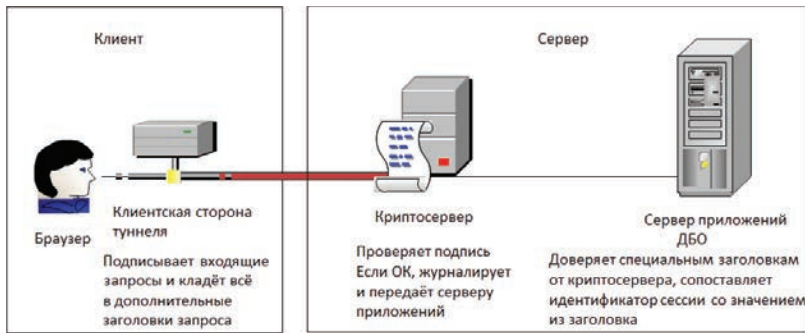 Клиент
Сервер
Браузер
Клиентская сторона
туннеля
Подписывает входящие
запросы и кладёт всё
в дополнительные
заголовки запроса
Криптосервер
Проверяет подпись
Если ОК, журналирует
и передаёт серверу
приложений
Сервер приложений
ДБО
Доверяет специальным заголовкам
от криптосервера, сопоставляет
идентификатор сессии со значением
из заголовка